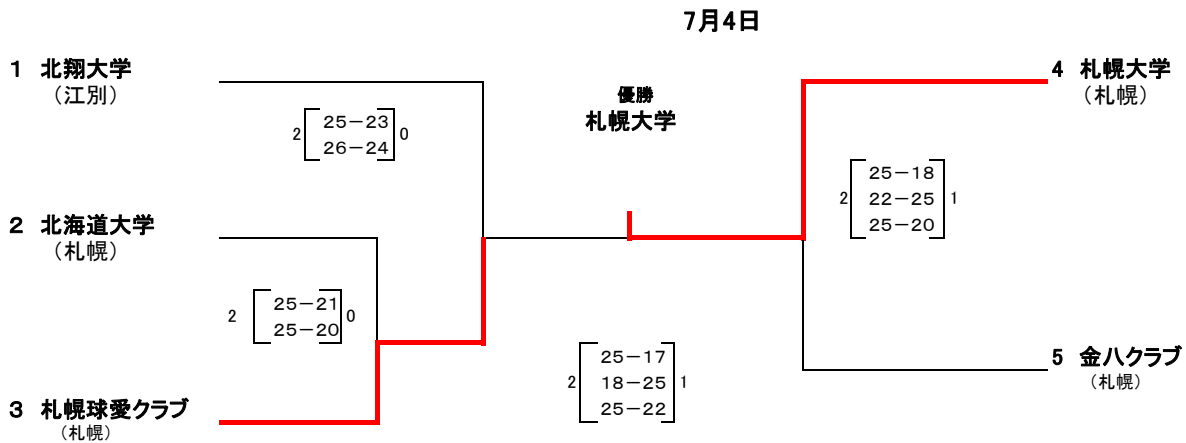 7月4日
1 北翔大学
（江別）
4 札幌大学
（札幌）
優勝
札幌大学
2 25－23 0
26－24
25－18
2 22－25 1
25－20
2 北海道大学
（札幌）
2 25－21 0
25－20
25－17
2 18－25 1
25－22
5 金八クラブ
（札幌）
3 札幌球愛クラブ
（札幌）